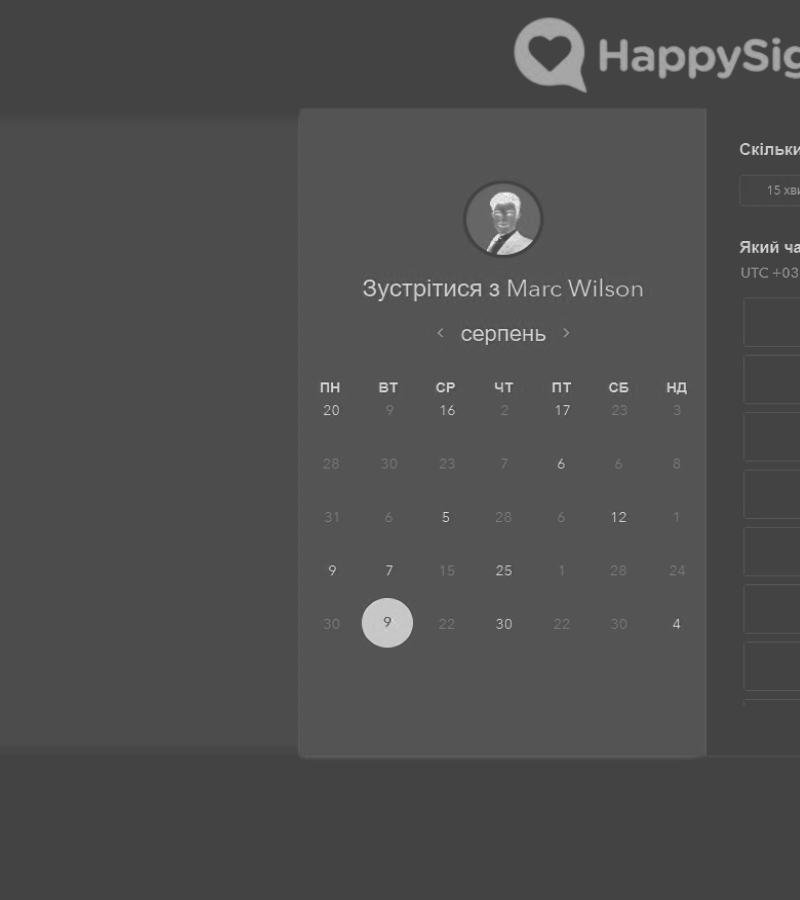 HappySig
Зустрітися з Marc Wilson
серпень
ПН ВТ СР ЧТ ПТ СБ НД
20 9 16 2 17 23 3
28 30 23 7 6 6 8
31 6 5 28 6 12 1
9 7 15 25 1 28 24
30 9 22 30 22 30 4
Скільки
15 хви
Який ча
UTC +03